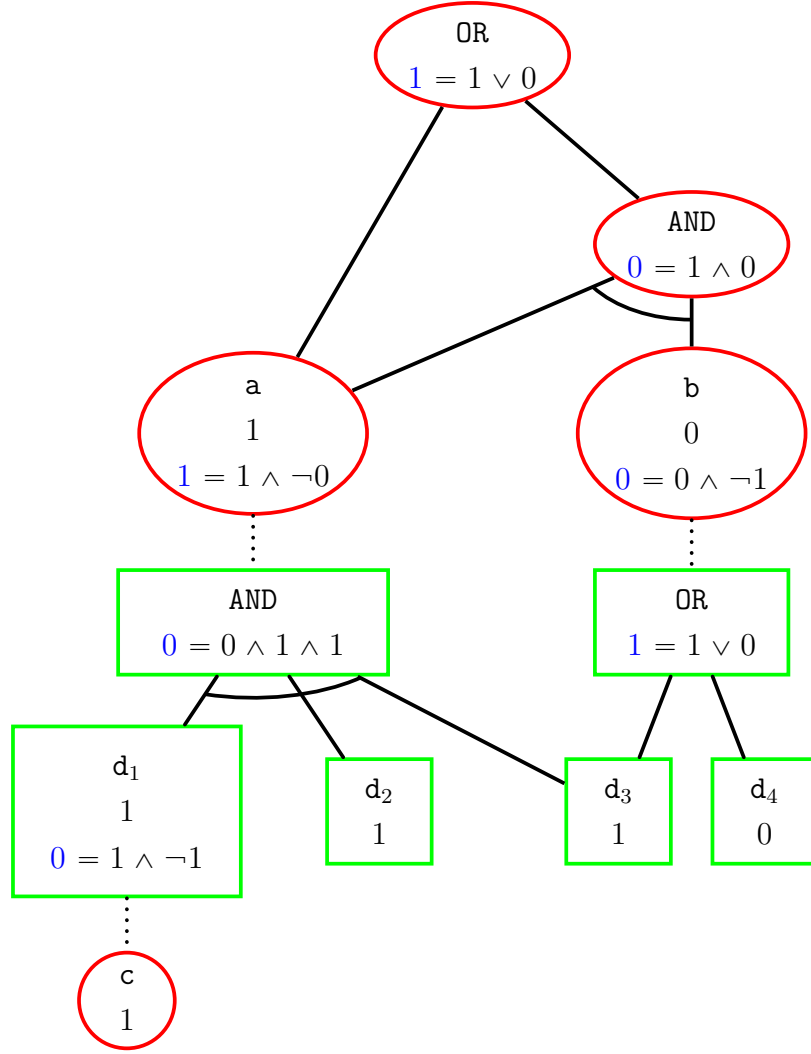 OR
1 = 1 ∨ 0
AND
0 = 1 ∧ 0
a
1
1 = 1 ∧ ¬0
b
0
0 = 0 ∧ ¬1
AND
0 = 0 ∧ 1 ∧ 1
OR
1 = 1 ∨ 0
d₁
1
0 = 1 ∧ ¬1
d₂
1
d₃
1
d₄
0
c
1